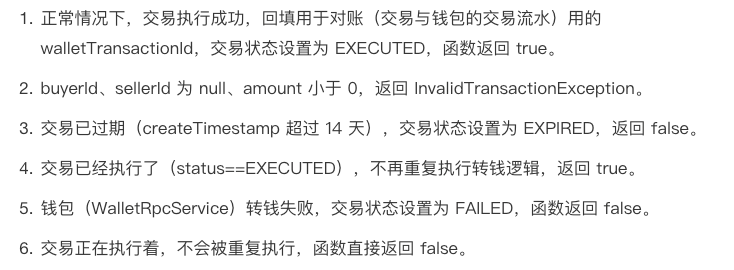 1. 正常情况下，交易执行成功，回填用于对账（交易与钱包的交易流水）用的
walletTransactionId，交易状态设置为 EXECUTED，函数返回 true。
2. buyerId、sellerId 为 null、amount 小于 0，返回 InvalidTransactionException。
3. 交易已过期（createTimestamp 超过 14 天），交易状态设置为 EXPIRED，返回 false。
4. 交易已经执行了（status==EXECUTED），不再重复执行转钱逻辑，返回 true。
5. 钱包（WalletRpcService）转钱失败，交易状态设置为 FAILED，函数返回 false。
6. 交易正在执行着，不会被重复执行，函数直接返回 false。